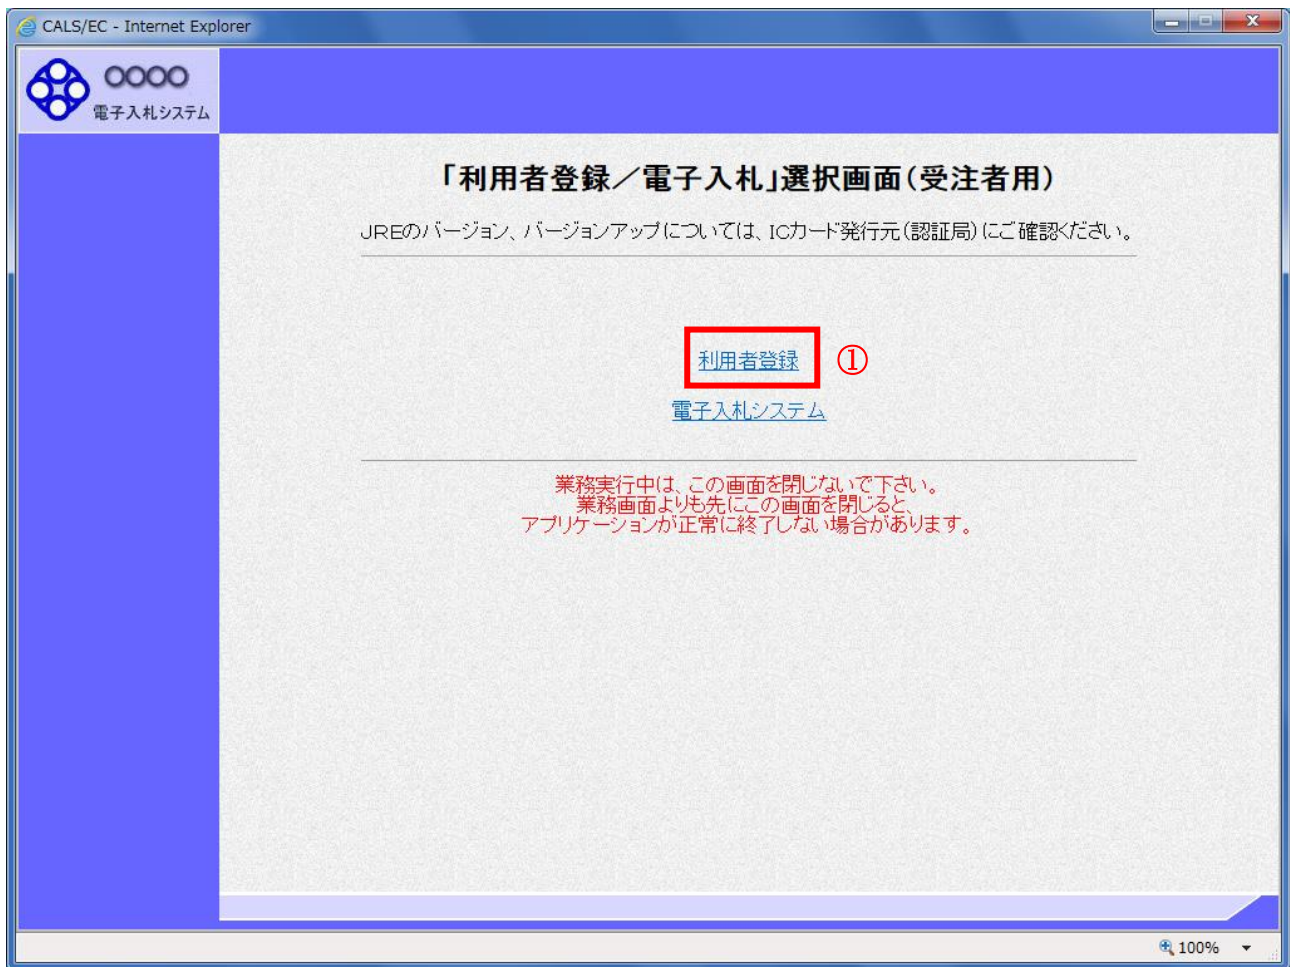 CALS/EC - Internet Explorer
○○○○
電子入札システム
「利用者登録／電子入札」選択画面(受注者用)
JREのバージョン、バージョンアップについては、ICカード発行元(認証局)にご確認ください。
利用者登録 ①
電子入札システム
業務実行中は、この画面を閉じないで下さい。
業務画面よりも先にこの画面を閉じると、
アプリケーションが正常に終了しない場合があります。
100%